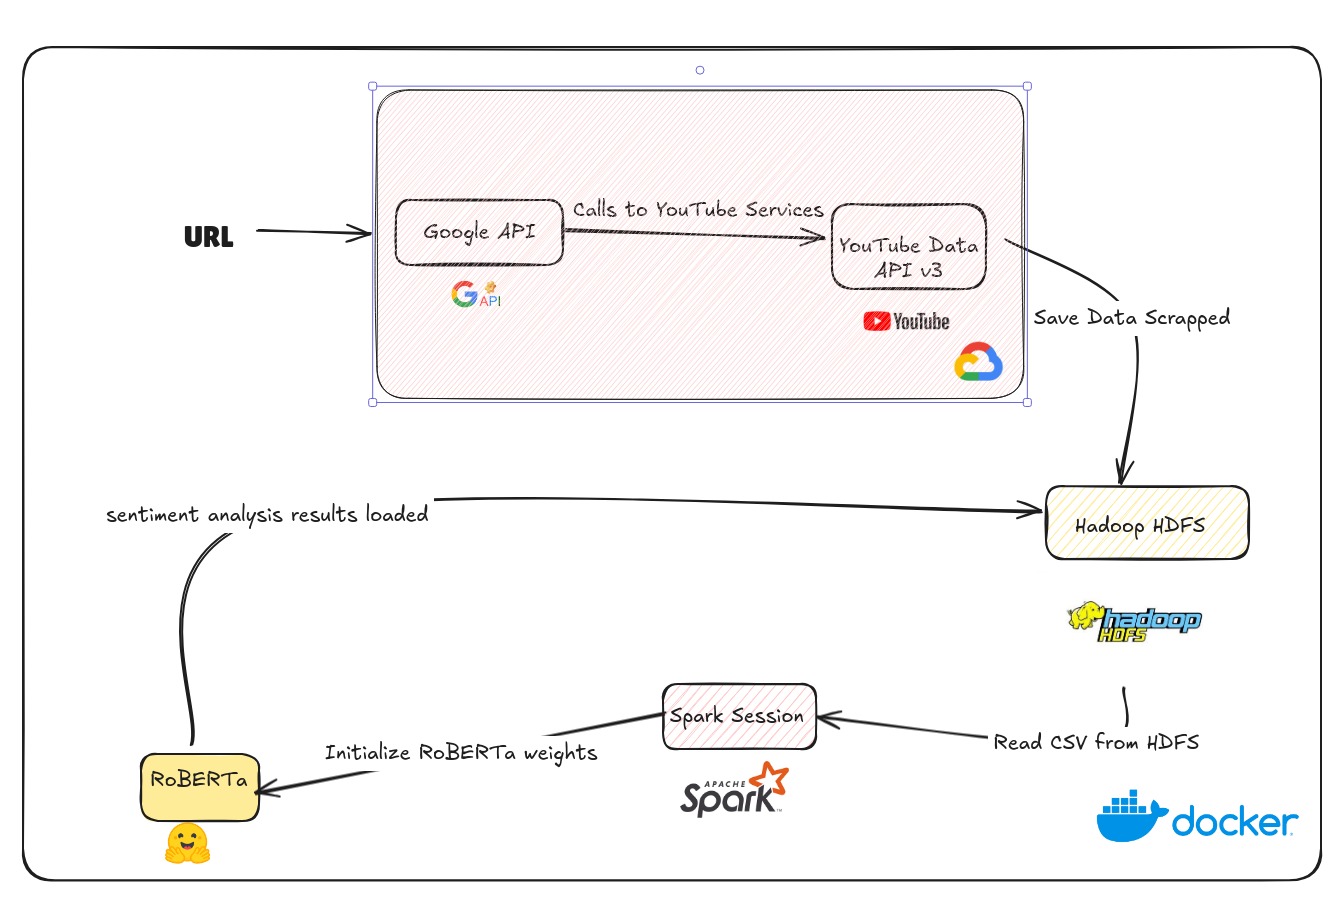 URL
Google API
Calls to YouTube Services
YouTube Data
API v3
G API
YouTube
Save Data Scrapped
sentiment analysis results loaded
Hadoop HDFS
hadoop
HDFS
Spark Session
Read CSV from HDFS
Initialize RoBERTa weights
RoBERTa
APACHE
Spark™
docker